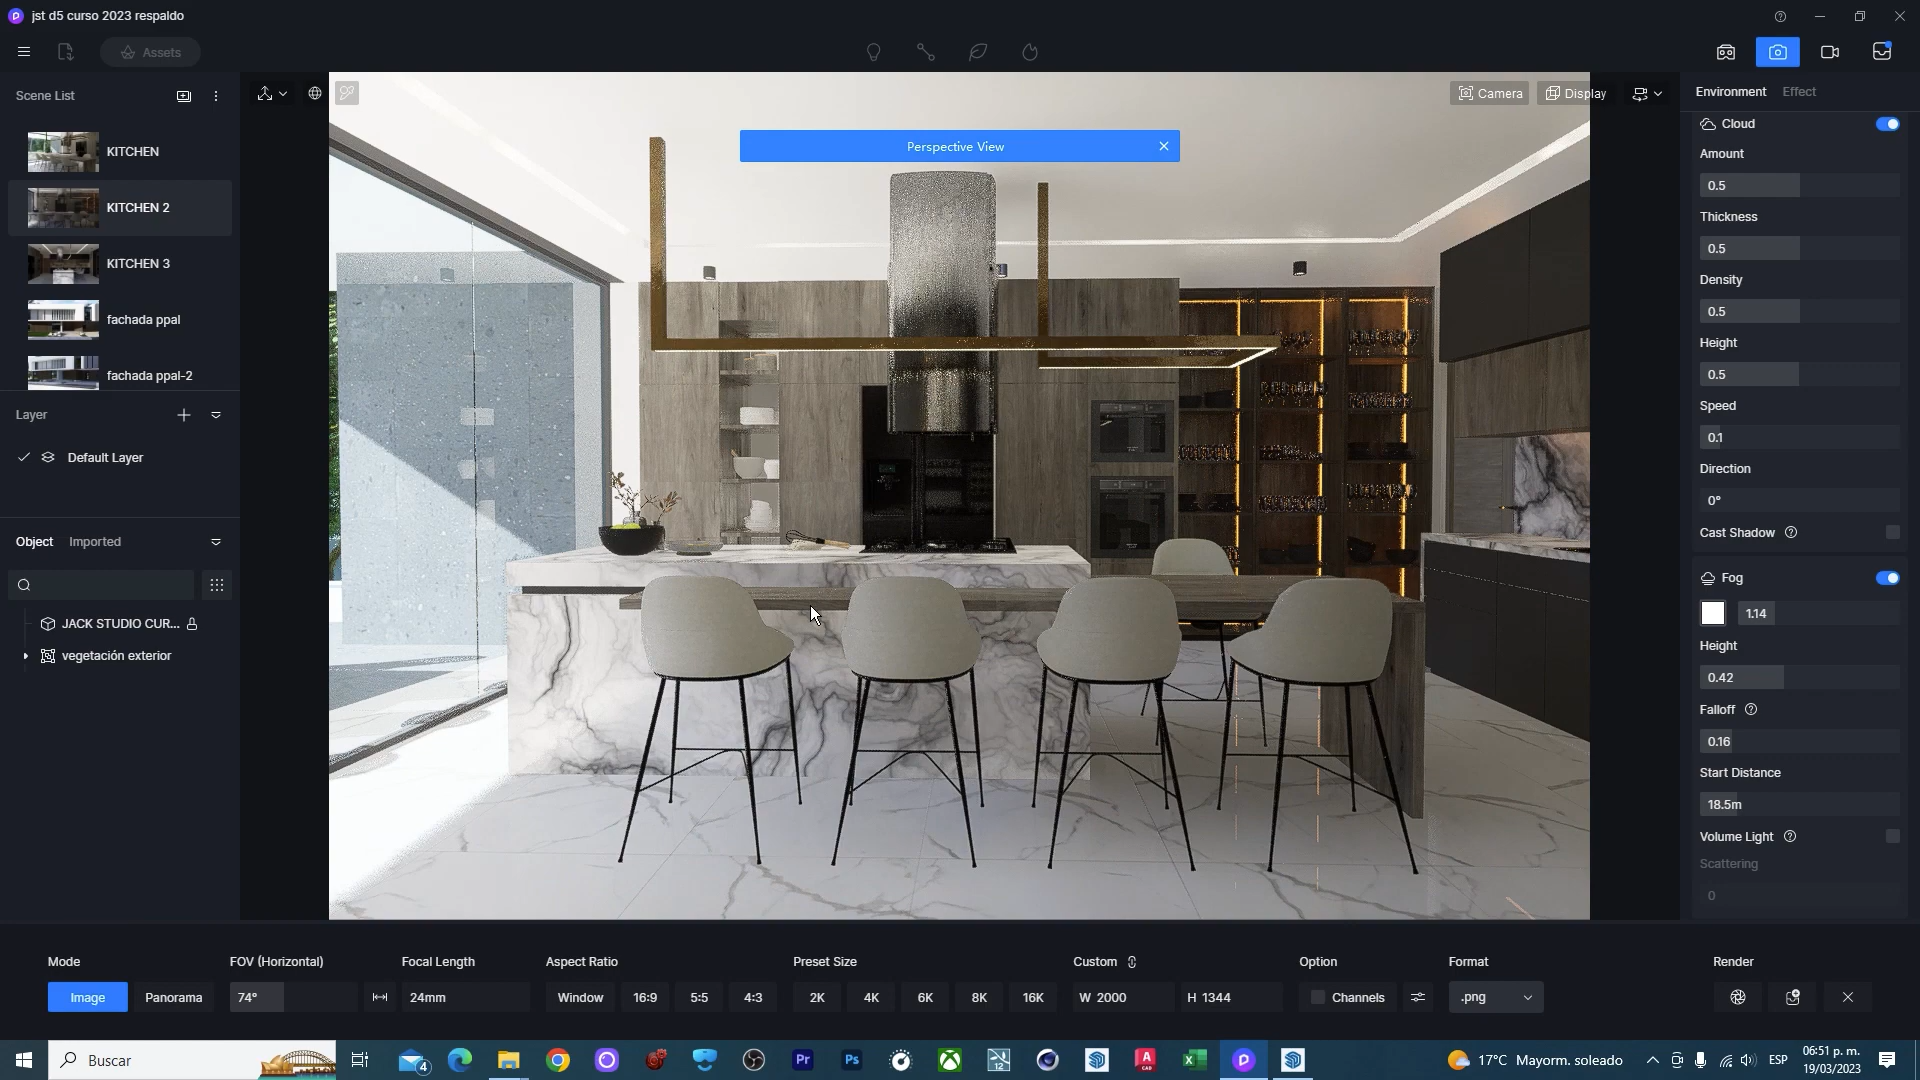 jst d5 curso 2023 respaldo
Assets
Scene List
KITCHEN
KITCHEN 2
KITCHEN 3
fachada ppal
fachada ppal-2
Layer
Default Layer
Object Imported
JACK STUDIO CUR...
vegetación exterior
Camera
Display
Perspective View
Environment Effect
Cloud
Amount
0.5
Thickness
0.5
Density
0.5
Height
0.5
Speed
0.1
Direction
0°
Cast Shadow
Fog
1.14
Height
0.42
Falloff
0.16
Start Distance
18.5m
Volume Light
Scattering
0
Mode FOV (Horizontal) Focal Length Aspect Ratio Preset Size Custom Option Format Render
Image Panorama 74° 24mm Window 16:9 5:5 4:3 2K 4K 6K 8K 16K W 2000 H 1344 Channels .png
Buscar
4
Pr
Ps
12
A
CAD
17°C Mayorm. soleado
ESP
06:51 p. m.
19/03/2023